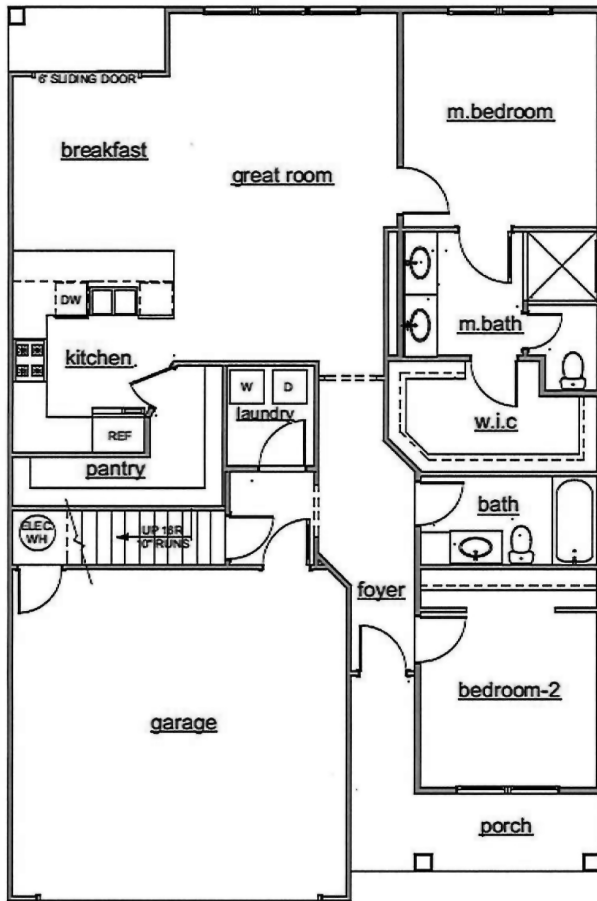 6' SLIDING DOOR
m.bedroom
breakfast
great room
DW
m.bath
kitchen
W
D
laundry
w.i.c
REF
pantry
bath
ELEC.
WH
UP 16R
10" RUNS
foyer
bedroom-2
garage
porch